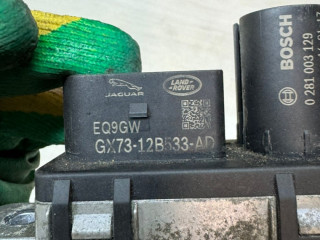 JAGUAR
LAND ROVER
EQ9GW
GX73-12B533-AD
BOSCH
0 281 003 129